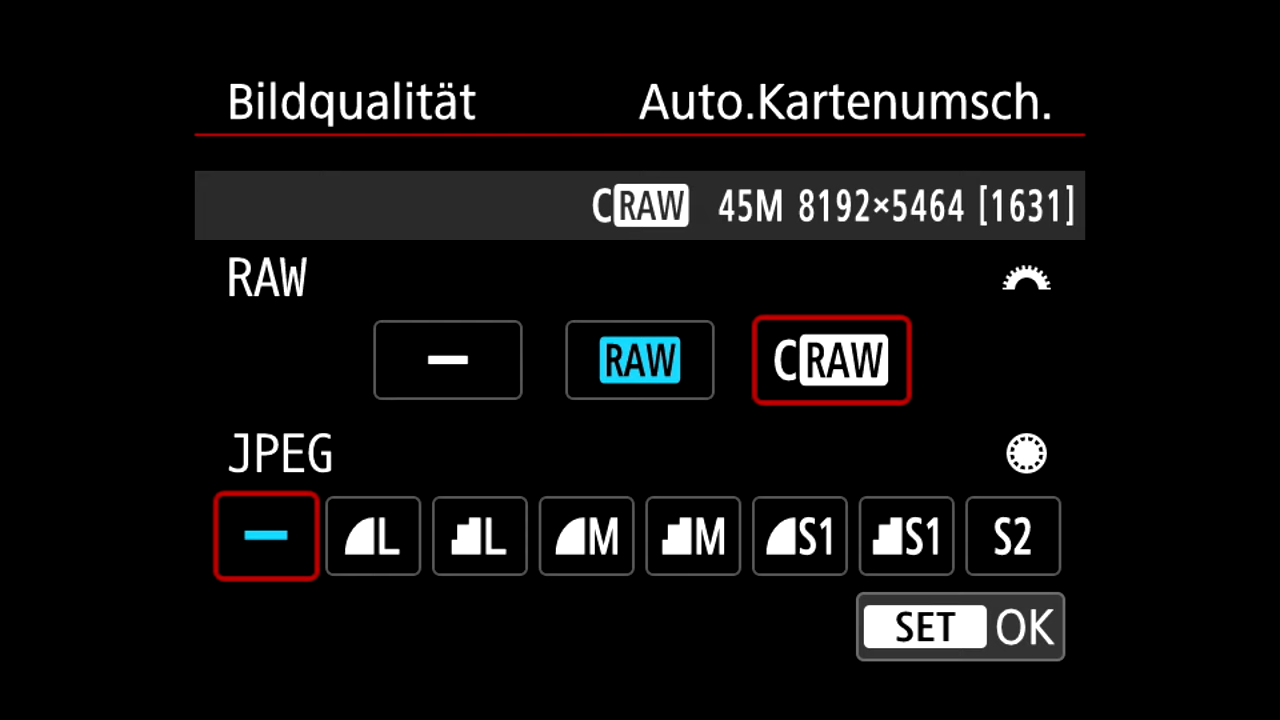 Bildqualität Auto.Kartenumsch.
CRAW 45M 8192×5464 [1631]
RAW
— RAW CRAW
JPEG
— L L M M S1 S1 S2
SET OK